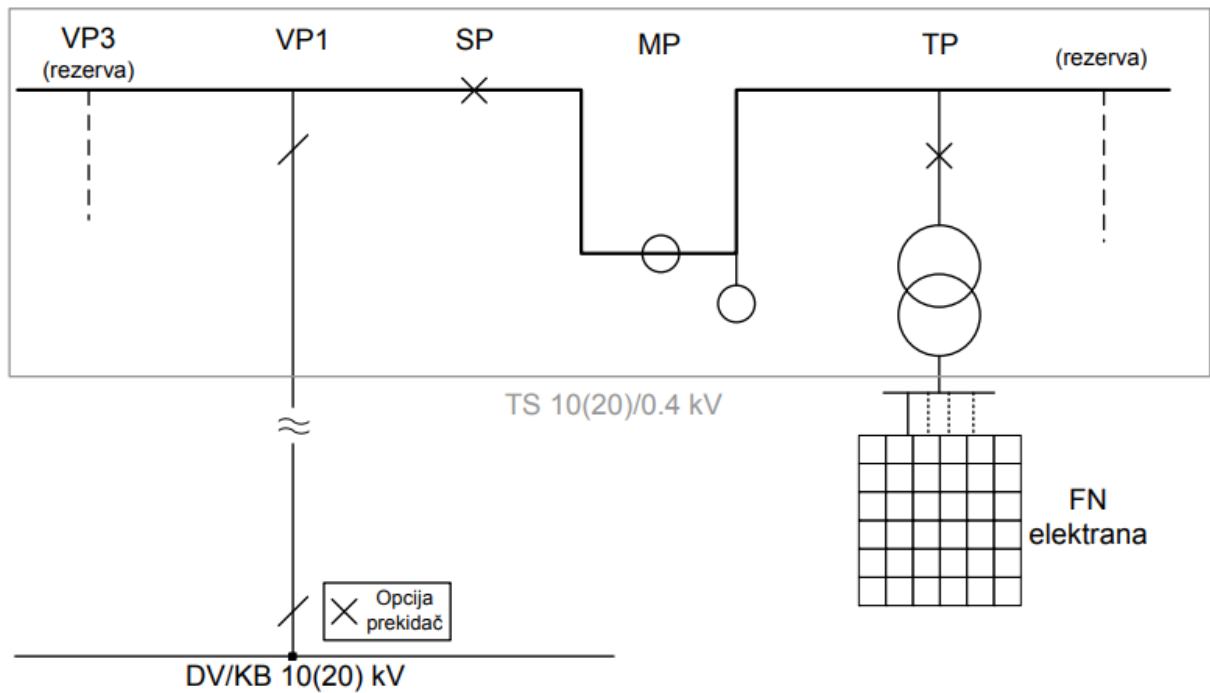 VP3
(rezerva)
VP1
SP
MP
TP
(rezerva)
TS 10(20)/0.4 kV
FN
elektrana
Opcija
prekidač
DV/KB 10(20) kV